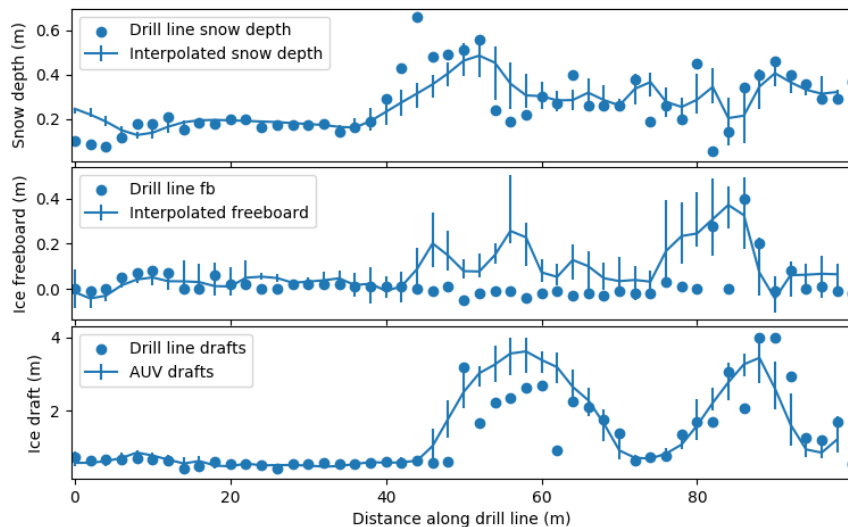 0.6
0.4
0.2
Snow depth (m)
Drill line snow depth
Interpolated snow depth
0.4
0.2
0.0
Ice freeboard (m)
Drill line fb
Interpolated freeboard
4
2
Ice draft (m)
Drill line drafts
AUV drafts
0 20 40 60 80
Distance along drill line (m)